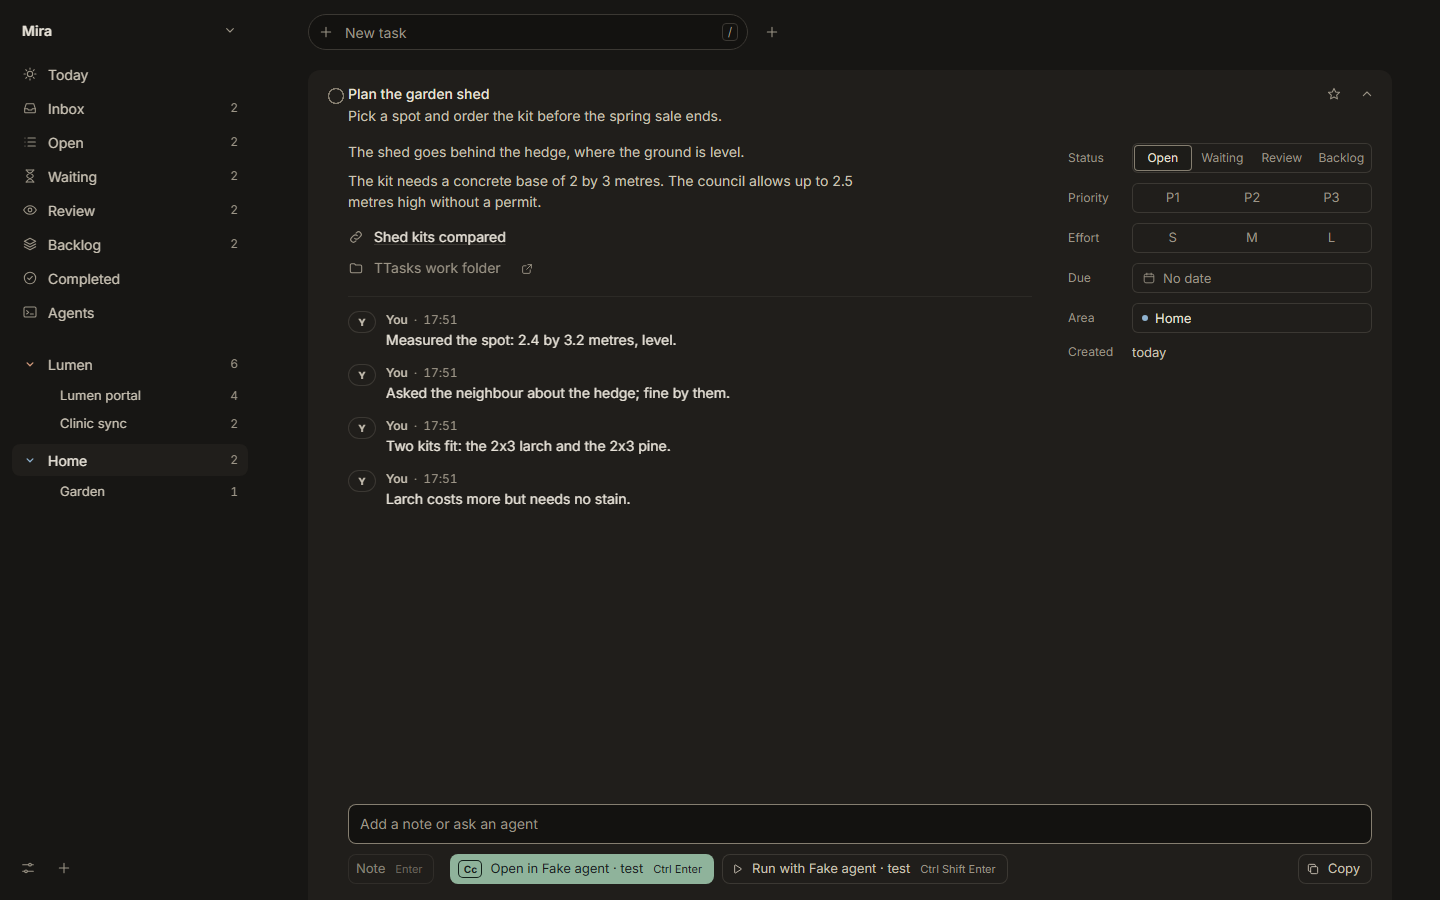 Mira
New task /
Today
Inbox 2
Open 2
Waiting 2
Review 2
Backlog 2
Completed
Agents
Lumen 6
Lumen portal 4
Clinic sync 2
Home 2
Garden 1
Plan the garden shed
Pick a spot and order the kit before the spring sale ends.
The shed goes behind the hedge, where the ground is level.
The kit needs a concrete base of 2 by 3 metres. The council allows up to 2.5
metres high without a permit.
Shed kits compared
TTasks work folder
Y You · 17:51
Measured the spot: 2.4 by 3.2 metres, level.
Y You · 17:51
Asked the neighbour about the hedge; fine by them.
Y You · 17:51
Two kits fit: the 2x3 larch and the 2x3 pine.
Y You · 17:51
Larch costs more but needs no stain.
Status Open Waiting Review Backlog
Priority P1 P2 P3
Effort S M L
Due No date
Area Home
Created today
Add a note or ask an agent
Note Enter Cc Open in Fake agent · test Ctrl Enter Run with Fake agent · test Ctrl Shift Enter Copy